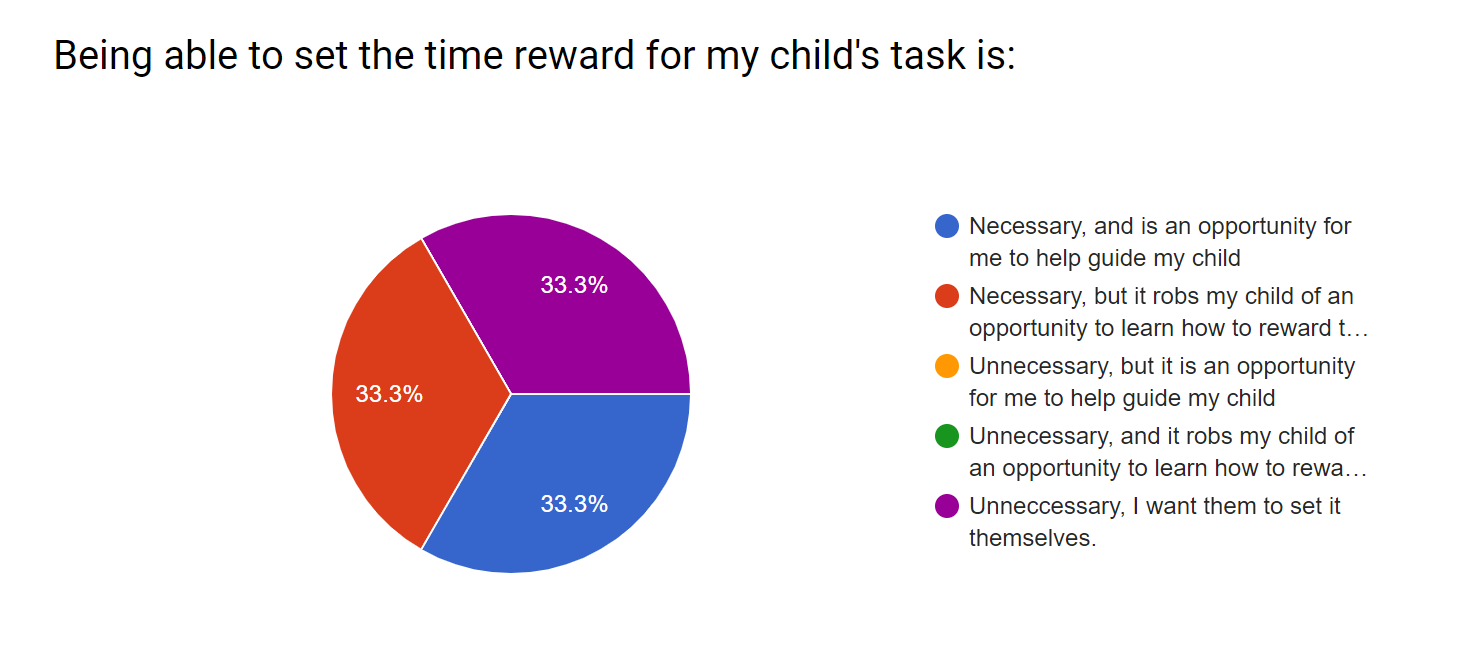 Being able to set the time reward for my child's task is:
33.3%
33.3%
33.3%
Necessary, and is an opportunity for
me to help guide my child
Necessary, but it robs my child of an
opportunity to learn how to reward t…
Unnecessary, but it is an opportunity
for me to help guide my child
Unnecessary, and it robs my child of
an opportunity to learn how to rewa…
Unneccessary, I want them to set it
themselves.